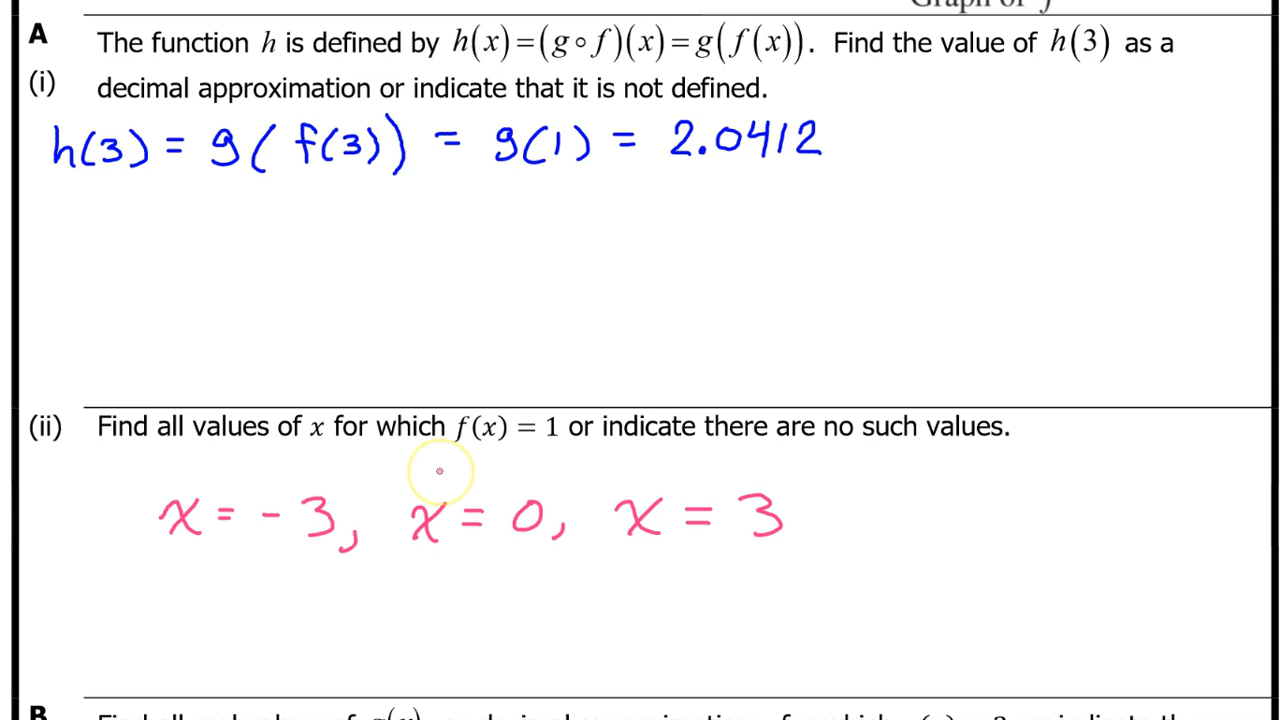 Graph of f
A The function h is defined by h(x)=(g∘f)(x)=g(f(x)). Find the value of h(3) as a
(i) decimal approximation or indicate that it is not defined.
h(3) = g(f(3)) = g(1) = 2.0412
(ii) Find all values of x for which f(x) = 1 or indicate there are no such values.
x = -3, x = 0, x = 3
B